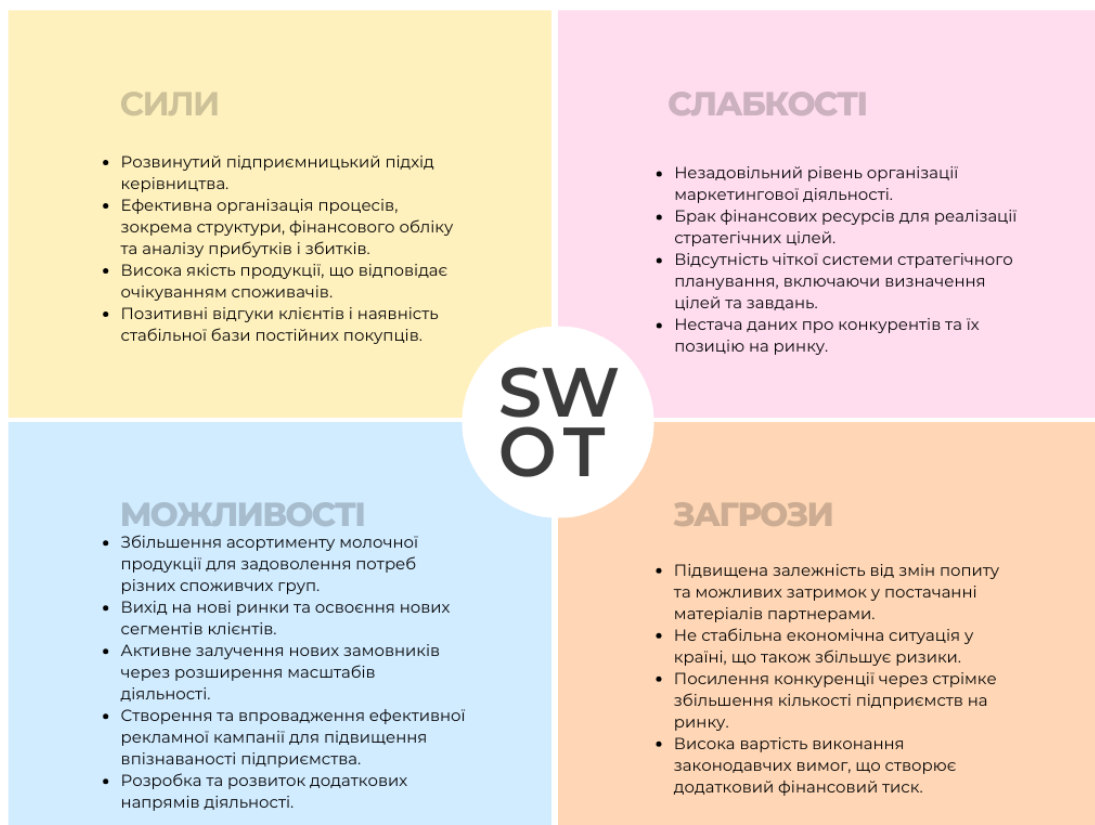 СИЛИ
• Розвинутий підприємницький підхід
керівництва.
• Ефективна організація процесів,
зокрема структури, фінансового обліку
та аналізу прибутків і збитків.
• Висока якість продукції, що відповідає
очікуванням споживачів.
• Позитивні відгуки клієнтів і наявність
стабільної бази постійних покупців.
СЛАБКОСТІ
• Незадовільний рівень організації
маркетингової діяльності.
• Брак фінансових ресурсів для реалізації
стратегічних цілей.
• Відсутність чіткої системи стратегічного
планування, включаючи визначення
цілей та завдань.
• Нестача даних про конкурентів та їх
позицію на ринку.
SW
OT
МОЖЛИВОСТІ
• Збільшення асортименту молочної
продукції для задоволення потреб
різних споживчих груп.
• Вихід на нові ринки та освоєння нових
сегментів клієнтів.
• Активне залучення нових замовників
через розширення масштабів
діяльності.
• Створення та впровадження ефективної
рекламної кампанії для підвищення
впізнаваності підприємства.
• Розробка та розвиток додаткових
напрямів діяльності.
ЗАГРОЗИ
• Підвищена залежність від змін попиту
та можливих затримок у постачанні
матеріалів партнерами.
• Не стабільна економічна ситуація у
країні, що також збільшує ризики.
• Посилення конкуренції через стрімке
збільшення кількості підприємств на
ринку.
• Висока вартість виконання
законодавчих вимог, що створює
додатковий фінансовий тиск.